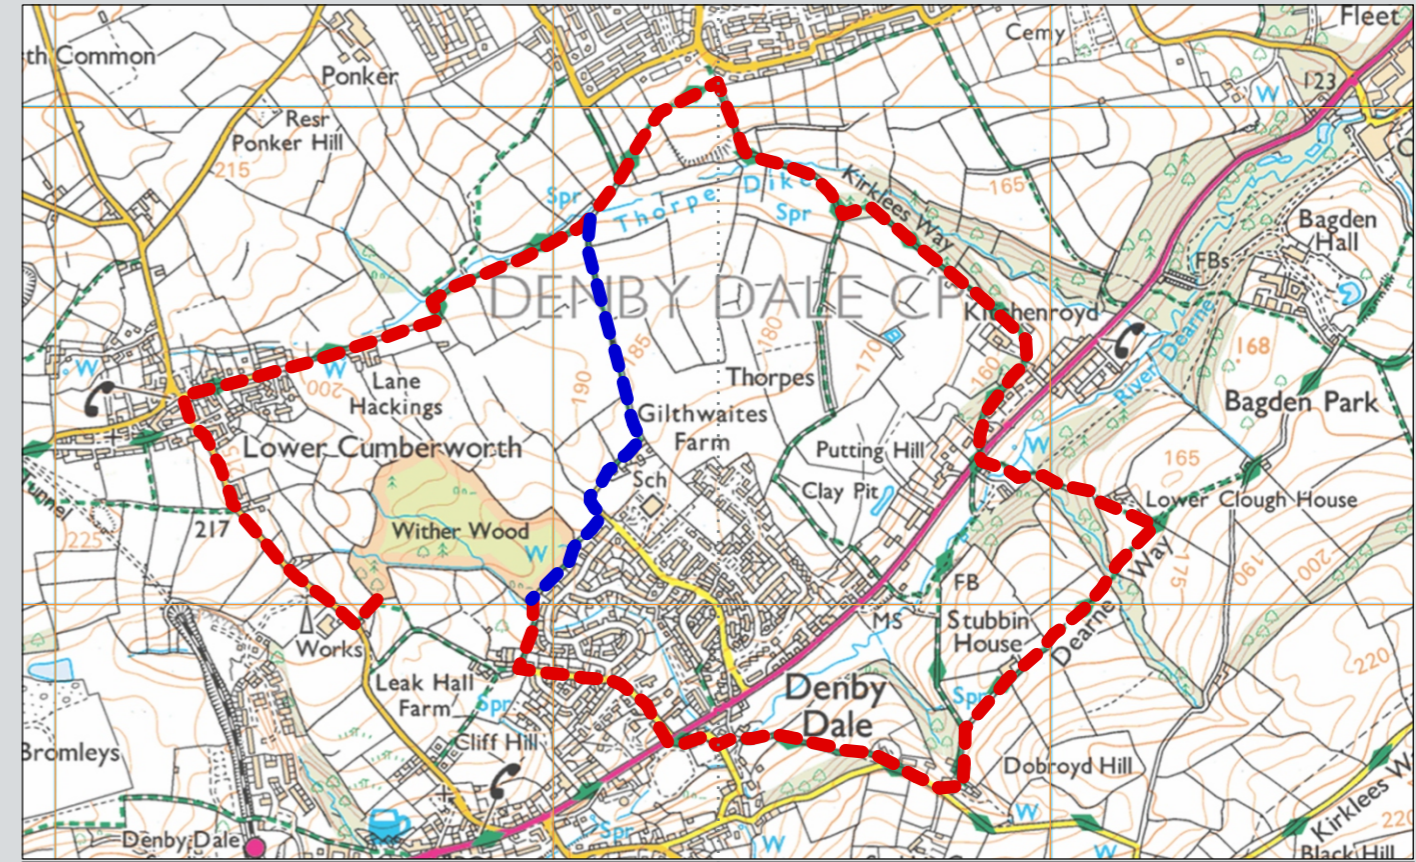 Fleet
Cemy
th Common
Ponker
123
W
Resr
Ponker Hill
215
Spr
Thorpe Dike
Spr
Kirklees Way
165
Bagden
Hall
FBs
DENBY DALE CP
Kitchenroyd
River Dearne
168
185
180
170
160
190
W
W
200
Lane
Hackings
Thorpes
Bagden Park
Gilthwaites
Farm
Lower Cumberworth
215
Putting Hill
W
165
Sch
Clay Pit
Lower Clough House
217
Wither Wood
W
225
Tunnel
FB
175
190
200
MS
Stubbin
House
Dearne Way
Works
220
Leak Hall
Farm
Spr
Denby
Dale
Spr
Bromleys
Cliff Hill
Dobroyd Hill
W
Kirklees W
220
Denby Dale
Spr
W
W
Black Hill